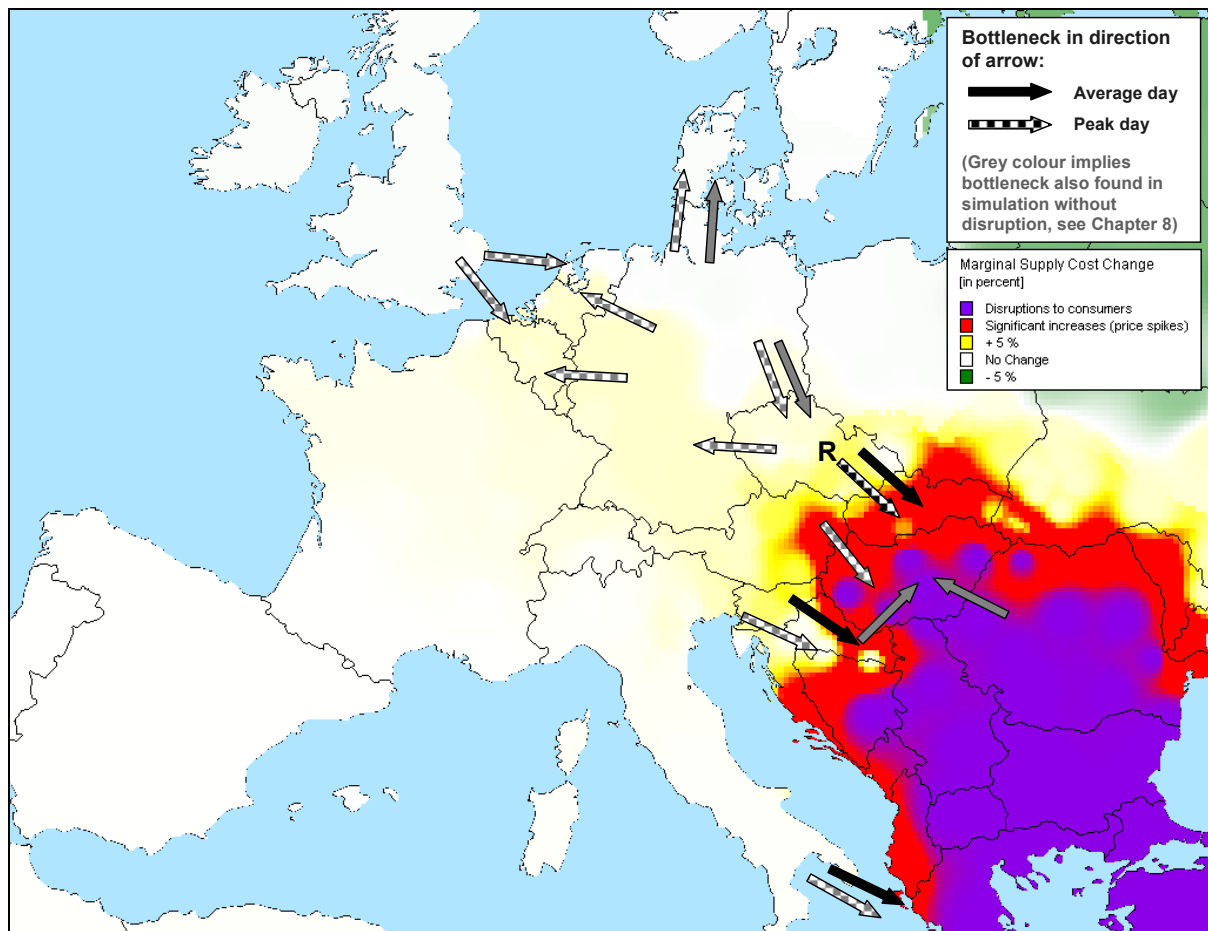 Bottleneck in direction
of arrow:
Average day
Peak day
(Grey colour implies
bottleneck also found in
simulation without
disruption, see Chapter 8)
Marginal Supply Cost Change
[in percent]
Disruptions to consumers
Significant increases (price spikes)
+ 5 %
No Change
- 5 %
R